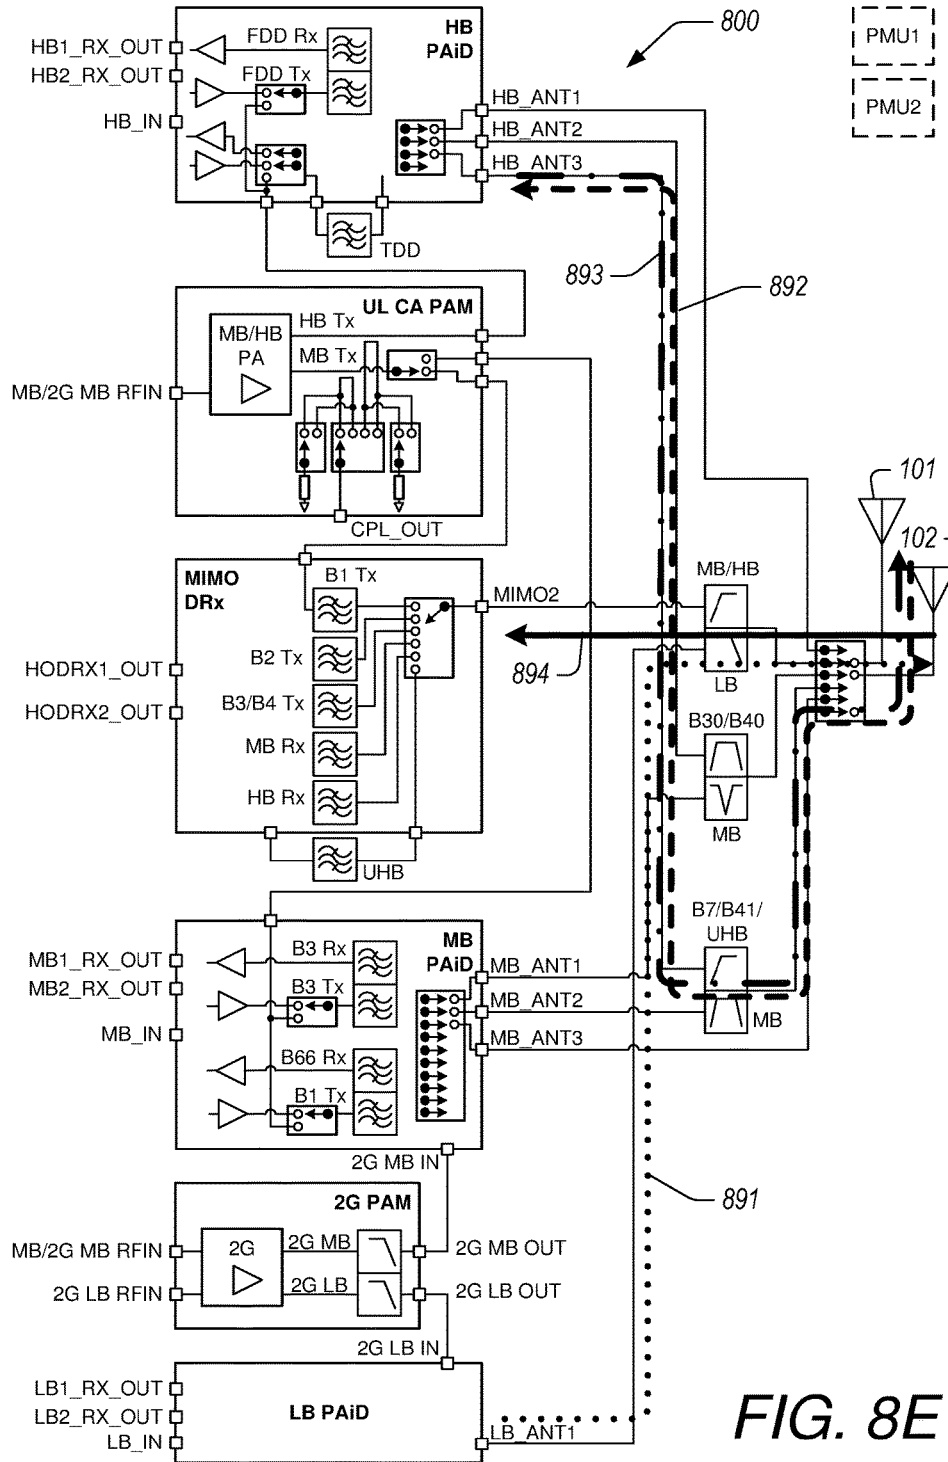 800
PMU1
PMU2
HB
PAiD
HB1_RX_OUT
HB2_RX_OUT
HB_IN
FDD Rx
FDD Tx
HB_ANT1
HB_ANT2
HB_ANT3
TDD
893
892
UL CA PAM
MB/HB
PA
HB Tx
MB Tx
MB/2G MB RFIN
CPL_OUT
101
102
MIMO
DRx
B1 Tx
MIMO2
MB/HB
B2 Tx
894
LB
HODRX1_OUT
HODRX2_OUT
B3/B4 Tx
B30/B40
MB Rx
HB Rx
MB
UHB
B7/B41/
UHB
MB
MB
PAiD
MB1_RX_OUT
MB2_RX_OUT
MB_IN
B3 Rx
B3 Tx
B66 Rx
B1 Tx
MB_ANT1
MB_ANT2
MB_ANT3
2G MB IN
891
2G PAM
MB/2G MB RFIN
2G LB RFIN
2G
2G MB
2G LB
2G MB OUT
2G LB OUT
2G LB IN
LB1_RX_OUT
LB2_RX_OUT
LB_IN
LB PAiD
LB_ANT1
FIG. 8E